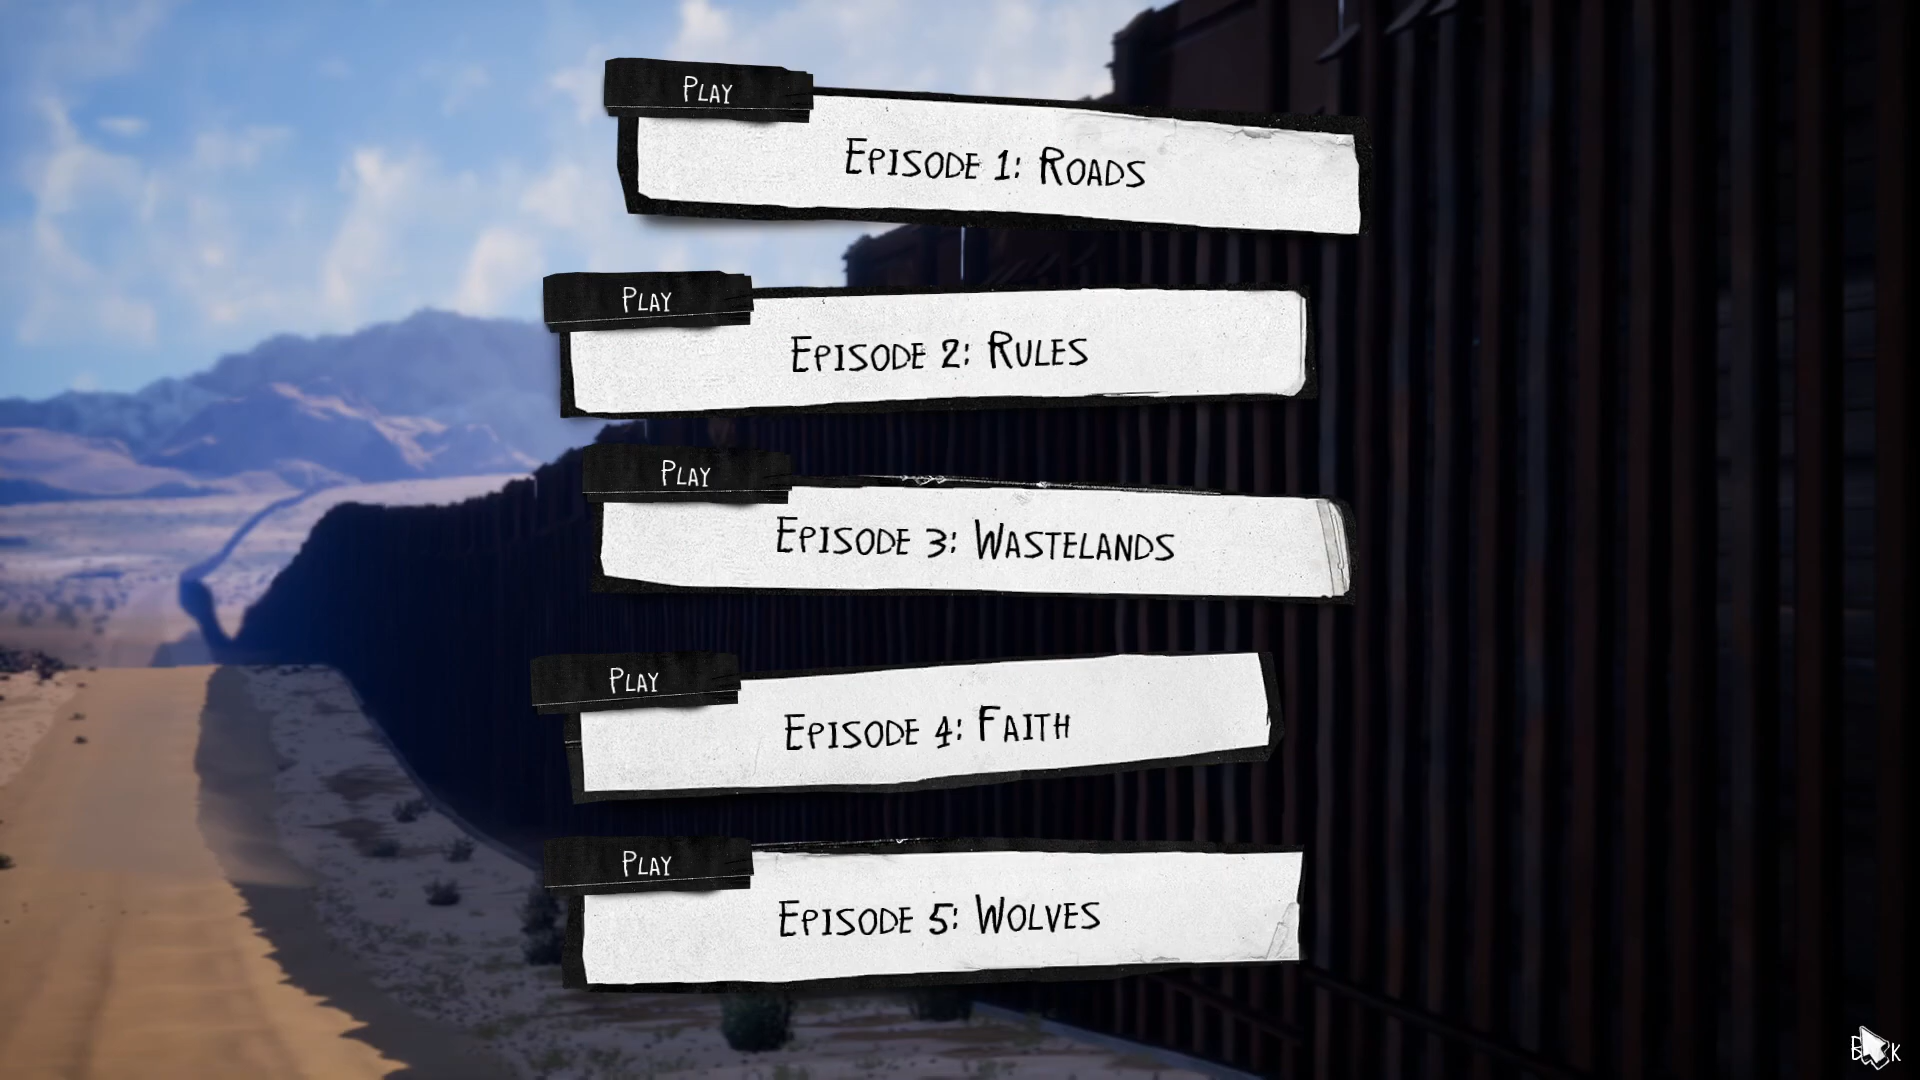 Play
Episode 1: Roads
Play
Episode 2: Rules
Play
Episode 3: Wastelands
Play
Episode 4: Faith
Play
Episode 5: Wolves